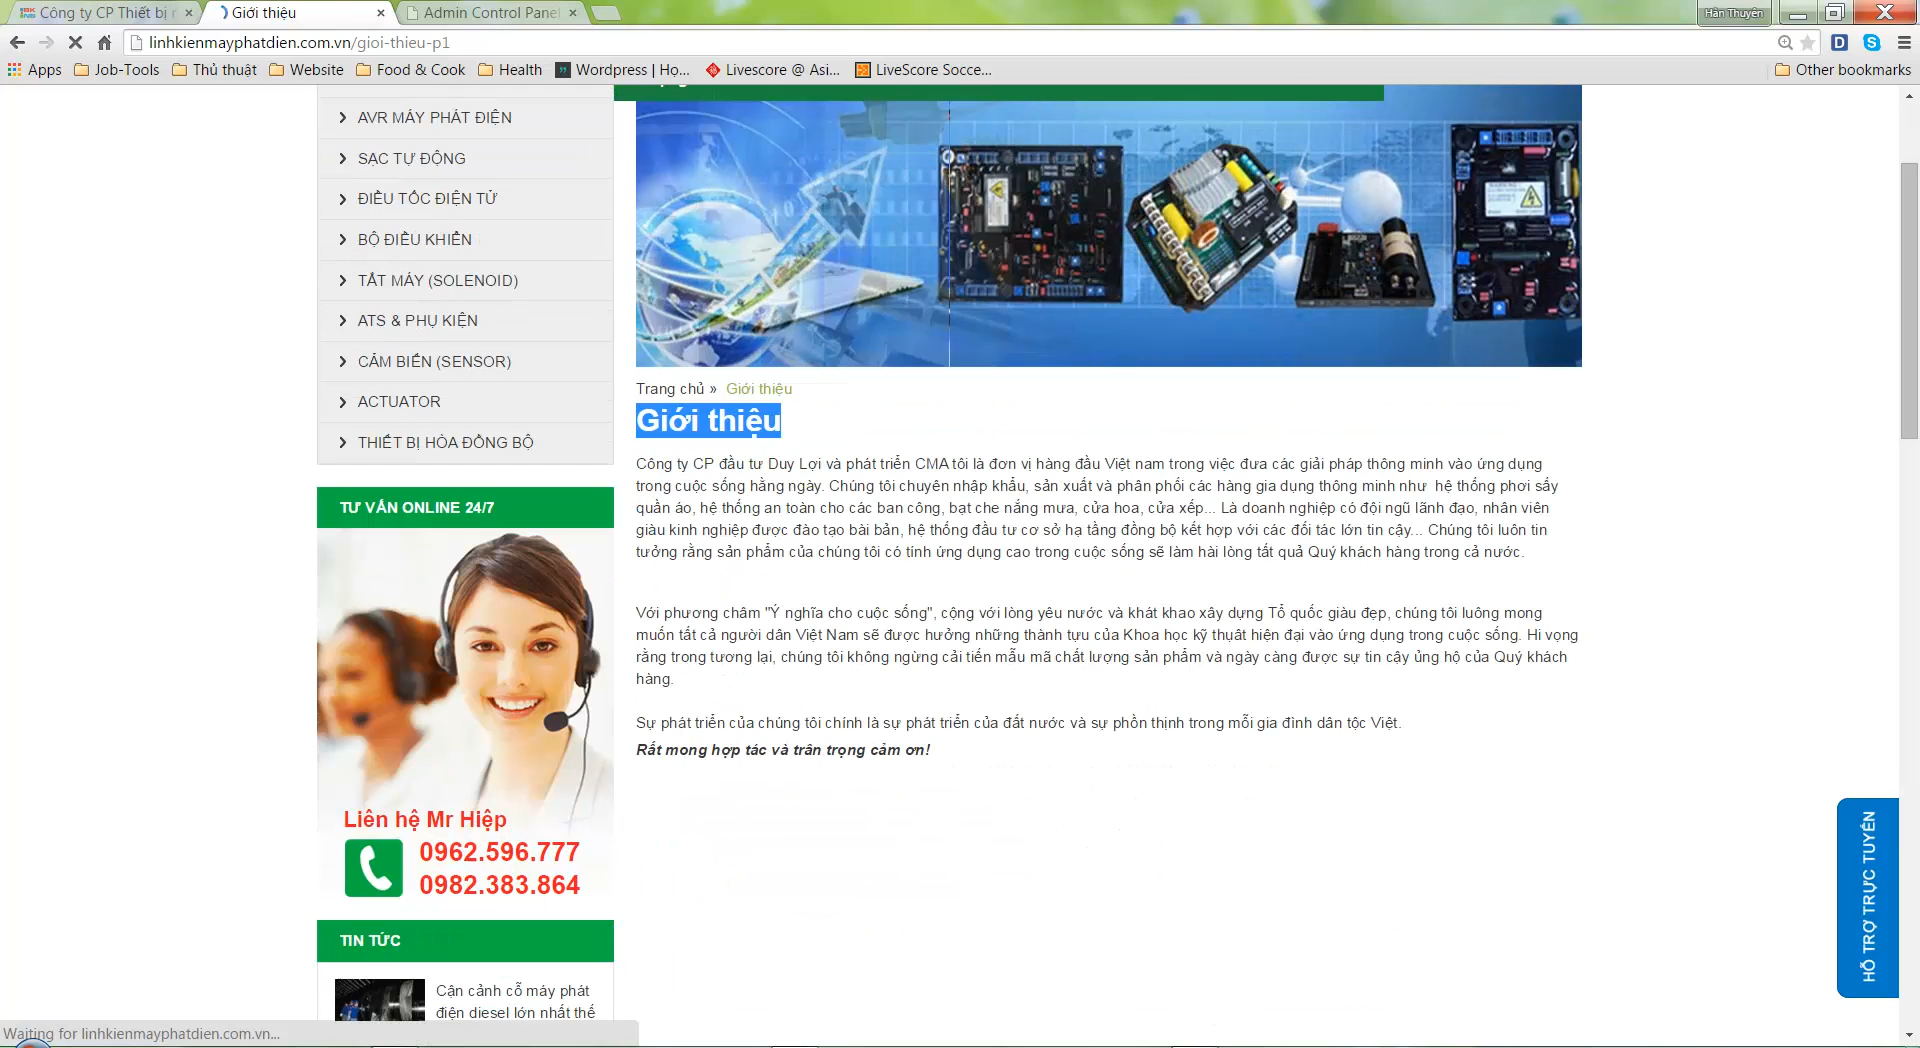 Công ty CP Thiết bị
Giới thiệu
Admin Control Pane
Hân Thuyên
linhkienmayphatdien.com.vn/gioi-thieu-p1
Apps
Job-Tools
Thủ thuật
Website
Food & Cook
Health
Wordpress | Họ...
Livescore @ Asi...
LiveScore Socce...
Other bookmarks
AVR MÁY PHÁT ĐIỆN
SẠC TỰ ĐỘNG
ĐIỀU TỐC ĐIỆN TỬ
BỘ ĐIỀU KHIỂN
TẮT MÁY (SOLENOID)
ATS & PHỤ KIỆN
CẢM BIẾN (SENSOR)
ACTUATOR
THIẾT BỊ HÒA ĐỒNG BỘ
TƯ VẤN ONLINE 24/7
Liên hệ Mr Hiệp
0962.596.777
0982.383.864
TIN TỨC
Cận cảnh cỗ máy phát
điện diesel lớn nhất thế
Trang chủ » Giới thiệu
Giới thiệu
Công ty CP đầu tư Duy Lợi và phát triển CMA tôi là đơn vị hàng đầu Việt nam trong việc đưa các giải pháp thông minh vào ứng dụng
trong cuộc sống hằng ngày. Chúng tôi chuyên nhập khẩu, sản xuất và phân phối các hàng gia dụng thông minh như hệ thống phơi sấy
quần áo, hệ thống an toàn cho các ban công, bạt che nắng mưa, cửa hoa, cửa xếp... Là doanh nghiệp có đội ngũ lãnh đạo, nhân viên
giàu kinh nghiệp được đào tạo bài bản, hệ thống đầu tư cơ sở hạ tầng đồng bộ kết hợp với các đối tác lớn tin cậy... Chúng tôi luôn tin
tưởng rằng sản phẩm của chúng tôi có tính ứng dụng cao trong cuộc sống sẽ làm hài lòng tất quả Quý khách hàng trong cả nước.
Với phương châm "Ý nghĩa cho cuộc sống", cộng với lòng yêu nước và khát khao xây dựng Tổ quốc giàu đẹp, chúng tôi luông mong
muốn tất cả người dân Việt Nam sẽ được hưởng những thành tựu của Khoa học kỹ thuât hiện đại vào ứng dụng trong cuộc sống. Hi vọng
rằng trong tương lại, chúng tôi không ngừng cải tiến mẫu mã chất lượng sản phẩm và ngày càng được sự tin cậy ủng hộ của Quý khách
hàng.
Sự phát triển của chúng tôi chính là sự phát triển của đất nước và sự phồn thịnh trong mỗi gia đình dân tộc Việt.
Rất mong hợp tác và trân trọng cảm ơn!
HỖ TRỢ TRỰC TUYẾN
Waiting for linhkienmayphatdien.com.vn...